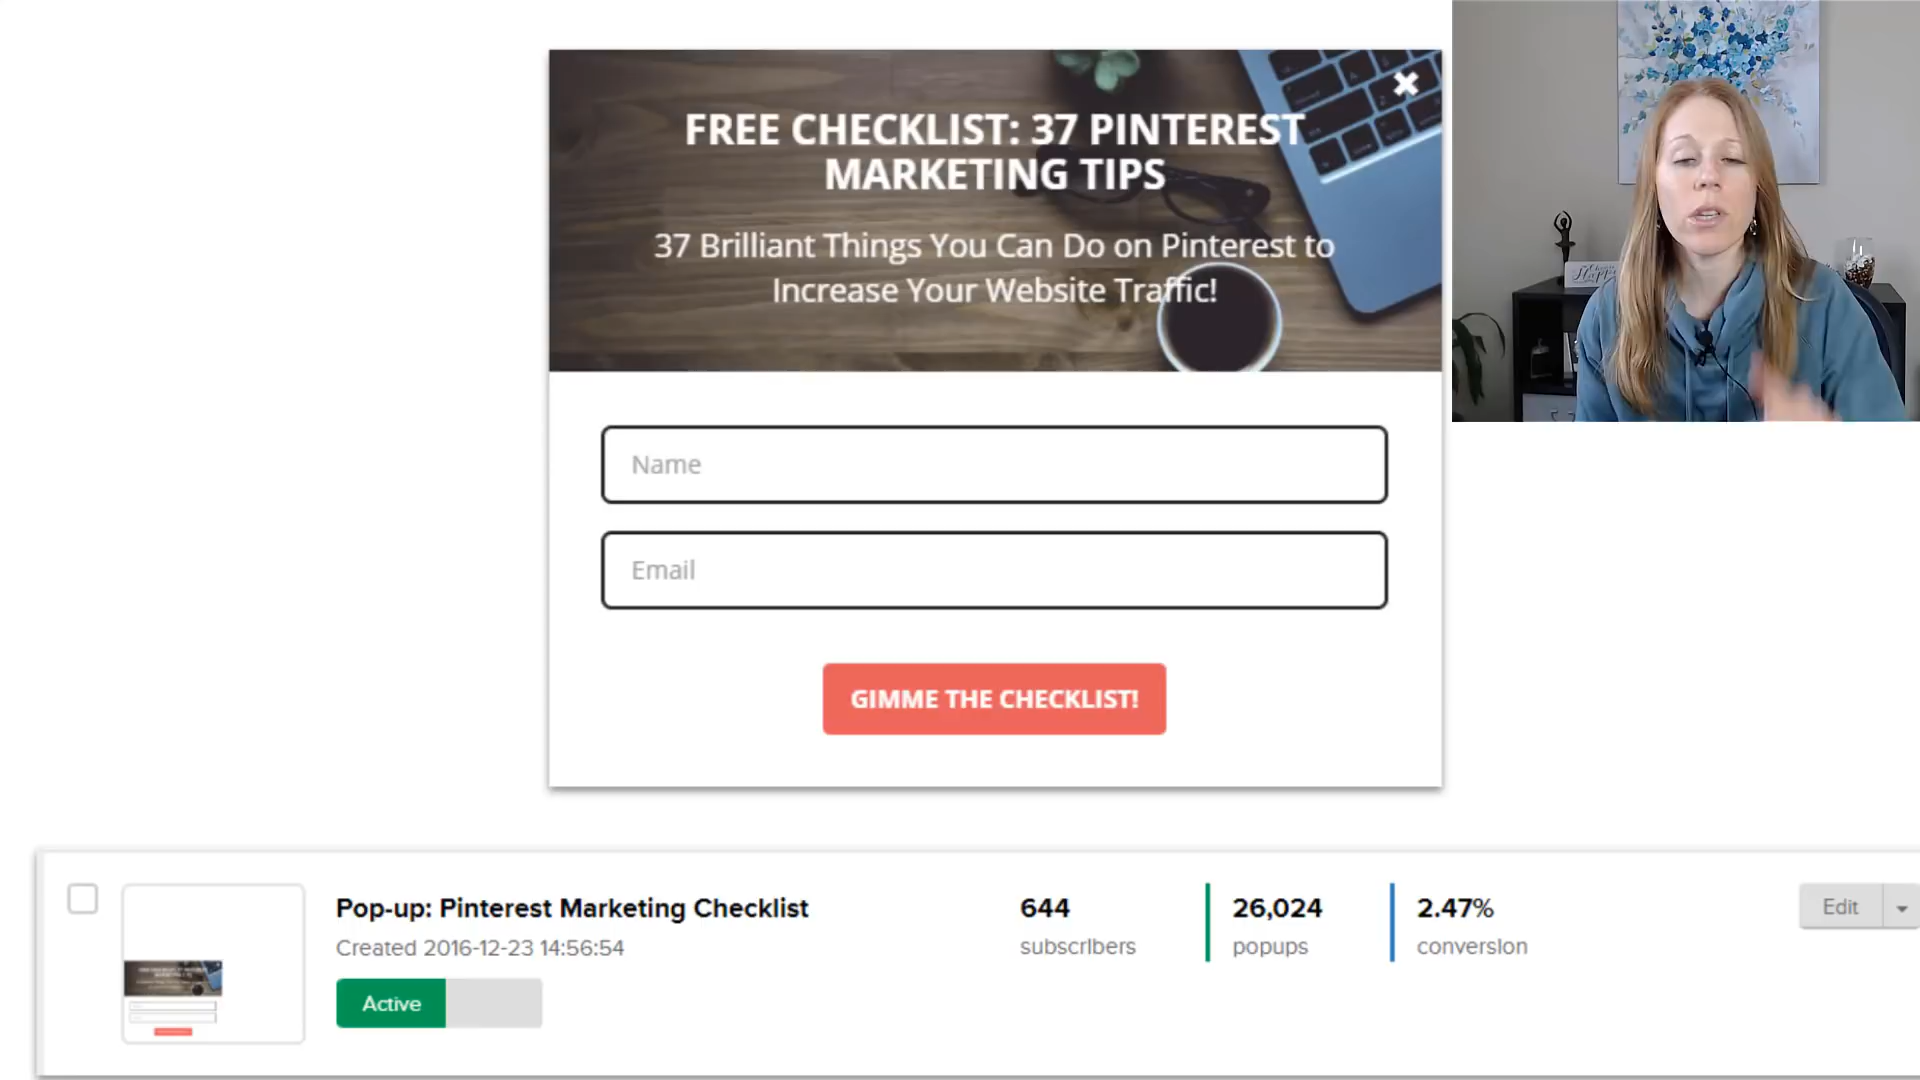 FREE CHECKLIST: 37 PINTEREST
MARKETING TIPS
37 Brilliant Things You Can Do on Pinterest to
Increase Your Website Traffic!
Name
Email
GIMME THE CHECKLIST!
Pop-up: Pinterest Marketing Checklist
Created 2016-12-23 14:56:54
Active
644
subscribers
26,024
popups
2.47%
conversion
Edit